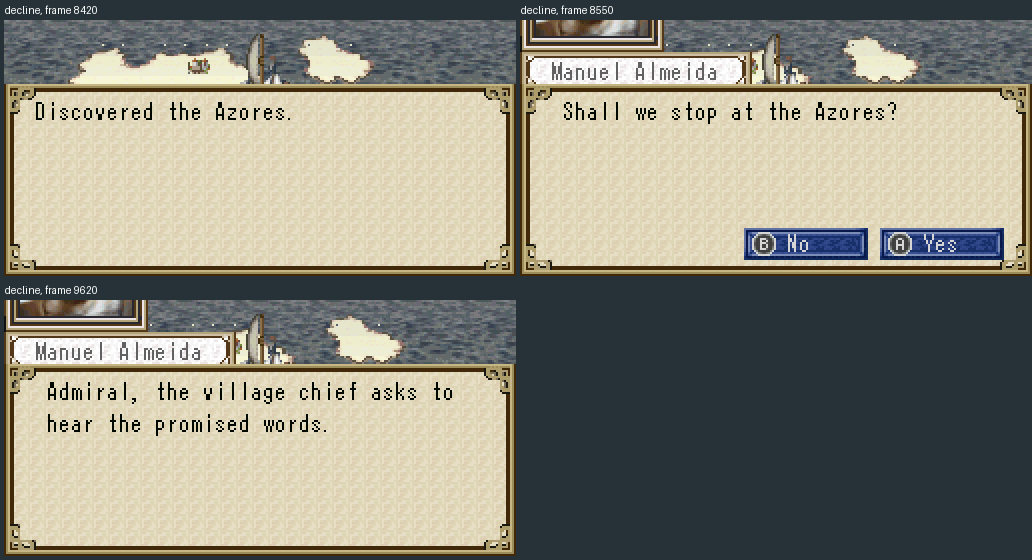 decline, frame 8420
Discovered the Azores.
decline, frame 8550
Manuel Almeida
Shall we stop at the Azores?
B No
A Yes
decline, frame 9620
Manuel Almeida
Admiral, the village chief asks to
hear the promised words.